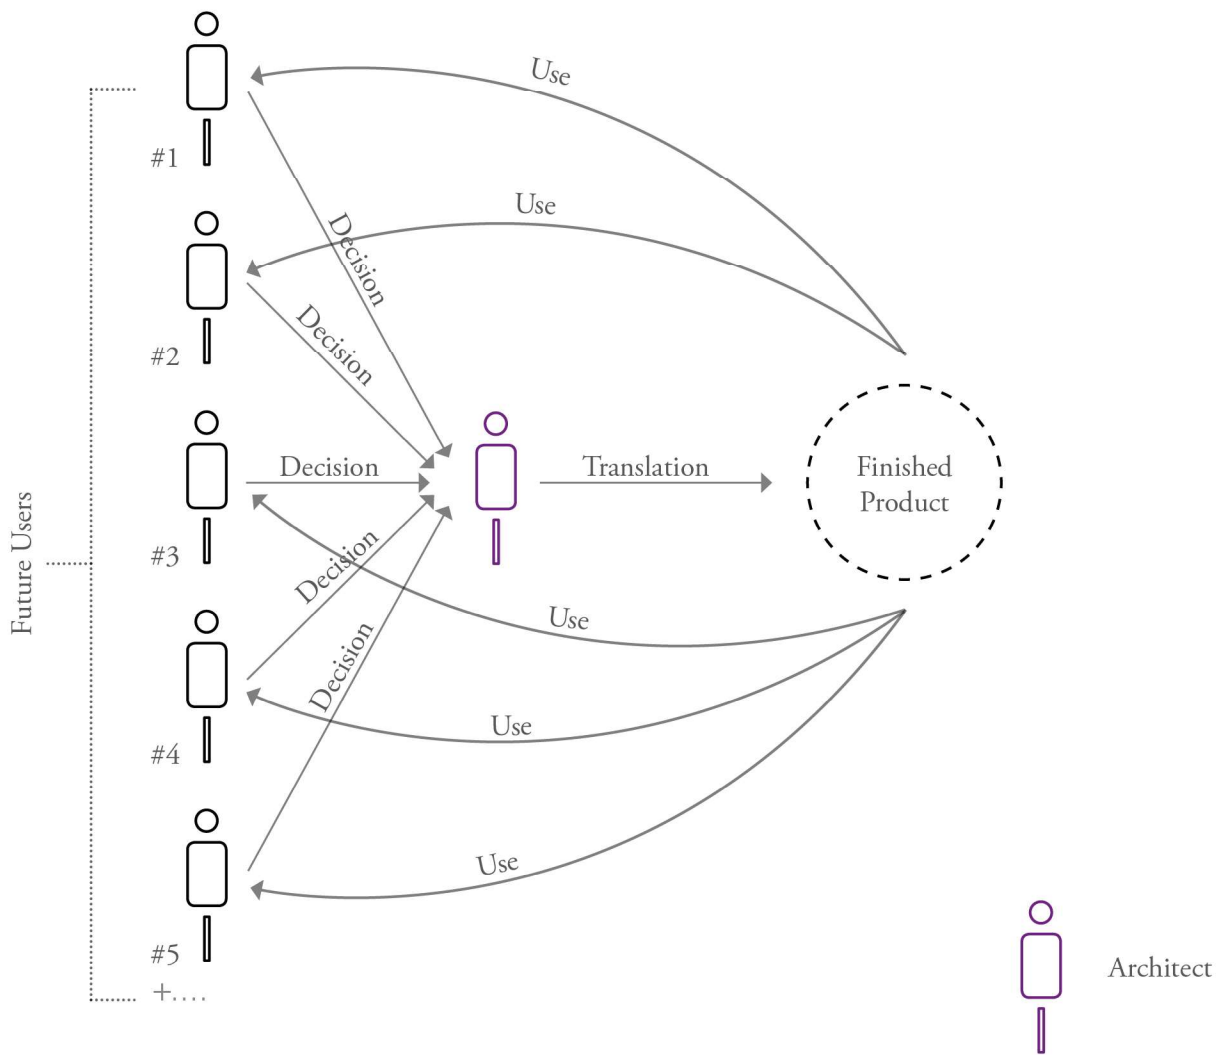 Use
#1
Decision
Use
Decision
#2
Decision
Translation
Finished
Product
Future Users
#3
Decision
Use
Decision
#4
Use
Use
#5
+....
Architect